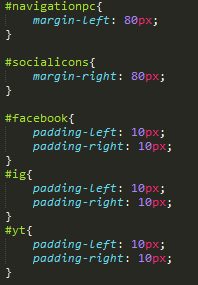 #navigationpc{
    margin-left: 80px;
}

#socialicons{
    margin-right: 80px;
}

#facebook{
    padding-left: 10px;
    padding-right: 10px;
}
#ig{
    padding-left: 10px;
    padding-right: 10px;
}
#yt{
    padding-left: 10px;
    padding-right: 10px;
}